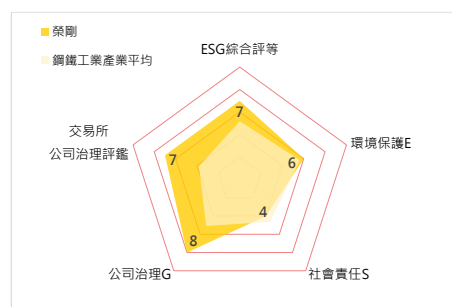 榮剛
鋼鐵工業產業平均
ESG綜合評等
7
環境保護E
6
社會責任S
4
公司治理G
8
交易所
公司治理評鑑
7